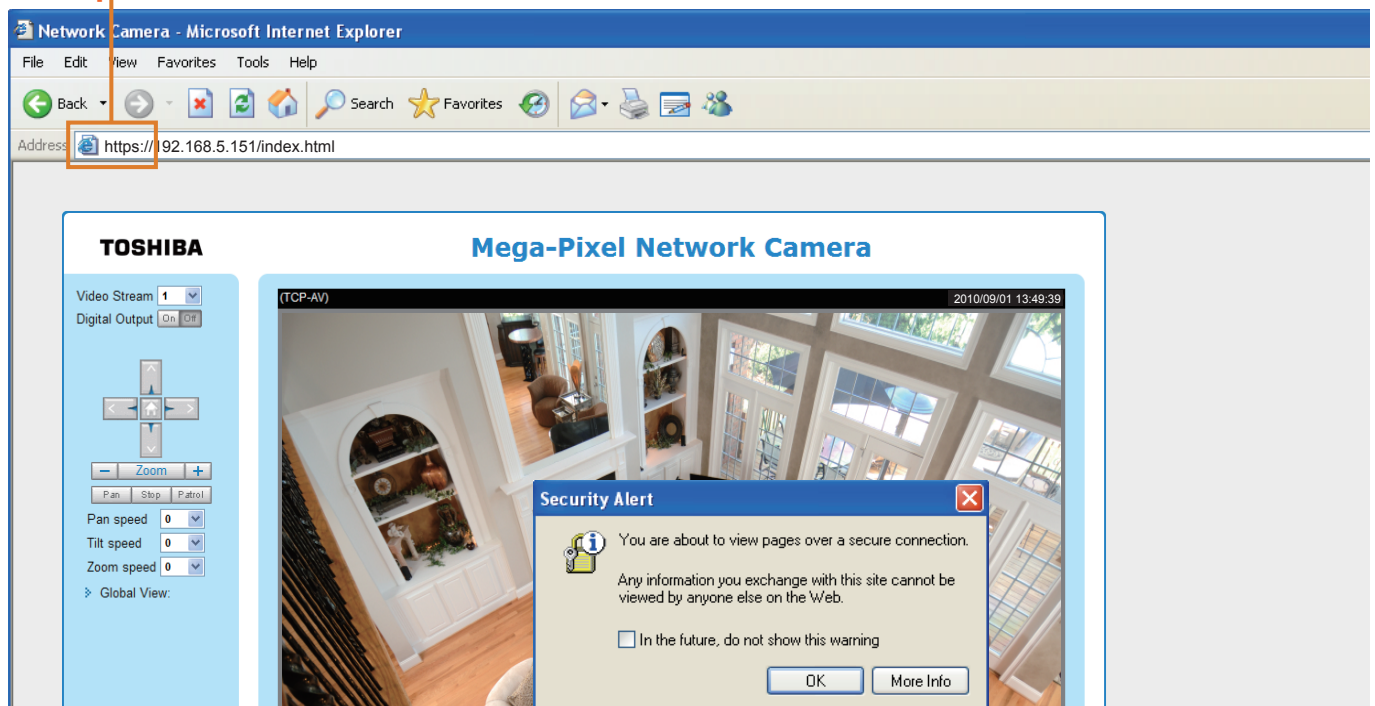 Network Camera - Microsoft Internet Explorer
File Edit View Favorites Tools Help
Back Search Favorites
Address https://192.168.5.151/index.html
TOSHIBA
Mega-Pixel Network Camera
Video Stream 1
Digital Output On Off
(TCP-AV) 2010/09/01 13:49:39
Zoom
Pan Stop Patrol
Pan speed 0
Tilt speed 0
Zoom speed 0
Global View:
Security Alert
You are about to view pages over a secure connection.
Any information you exchange with this site cannot be
viewed by anyone else on the Web.
In the future, do not show this warning
OK More Info